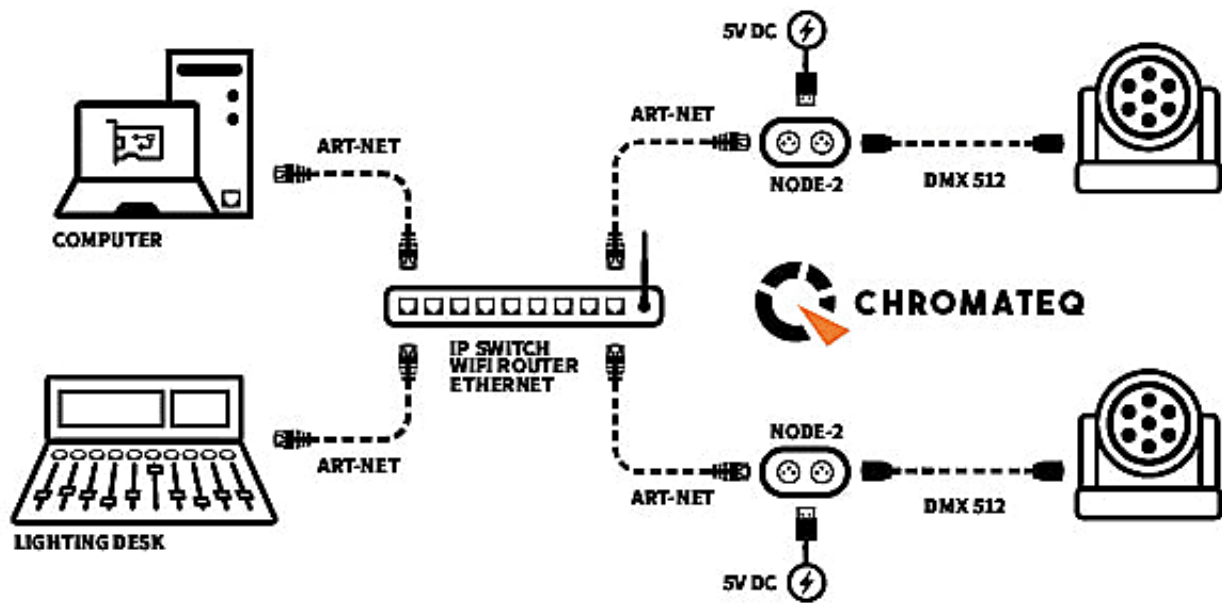 5V DC
ART-NET
ART-NET
NODE-2
DMX 512
COMPUTER
CHROMATEQ
IP SWITCH
WIFI ROUTER
ETHERNET
NODE-2
ART-NET
ART-NET
DMX 512
LIGHTING DESK
5V DC